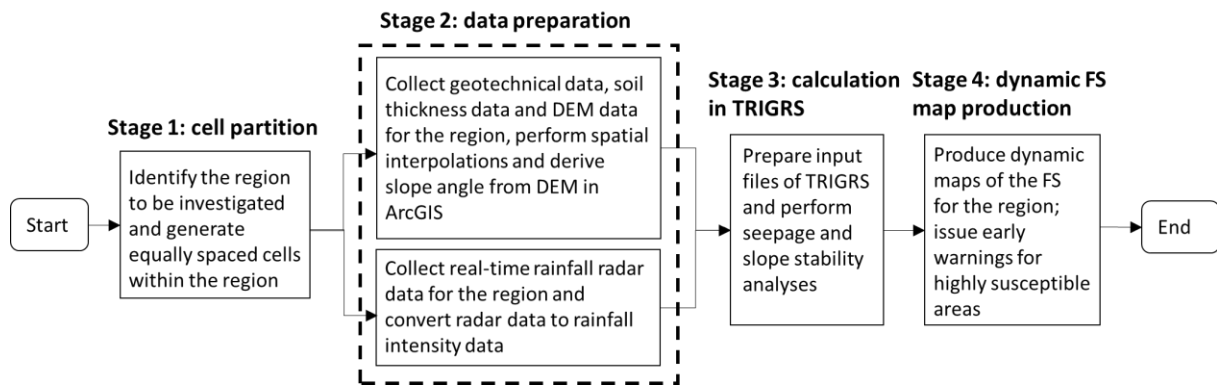 Start
Stage 1: cell partition
Identify the region
to be investigated
and generate
equally spaced cells
within the region
Stage 2: data preparation
Collect geotechnical data, soil
thickness data and DEM data
for the region, perform spatial
interpolations and derive
slope angle from DEM in
ArcGIS
Collect real-time rainfall radar
data for the region and
convert radar data to rainfall
intensity data
Stage 3: calculation
in TRIGRS
Prepare input
files of TRIGRS
and perform
seepage and
slope stability
analyses
Stage 4: dynamic FS
map production
Produce dynamic
maps of the FS
for the region;
issue early
warnings for
highly susceptible
areas
End